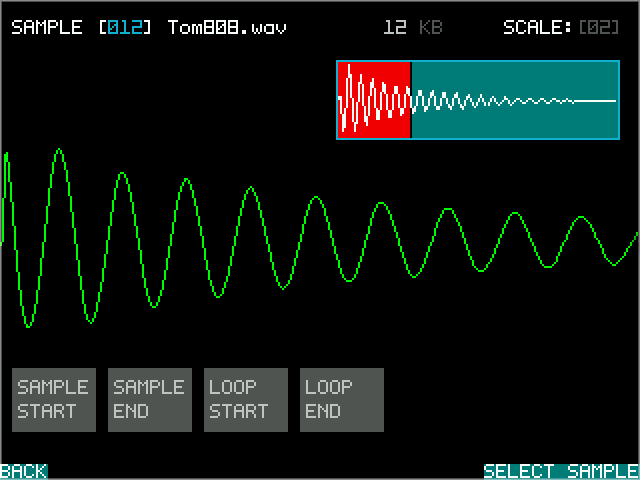 SAMPLE [012] Tom808.wav 12 KB SCALE:[02]
SAMPLE START
SAMPLE END
LOOP START
LOOP END
BACK SELECT SAMPLE